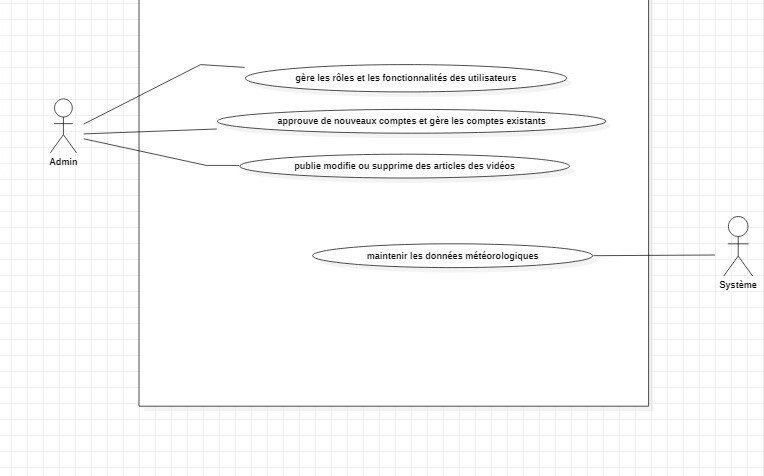 gère les rôles et les fonctionnalités des utilisateurs
approuve de nouveaux comptes et gère les comptes existants
Admin
publie modifie ou supprime des articles des vidéos
maintenir les données météorologiques
Système